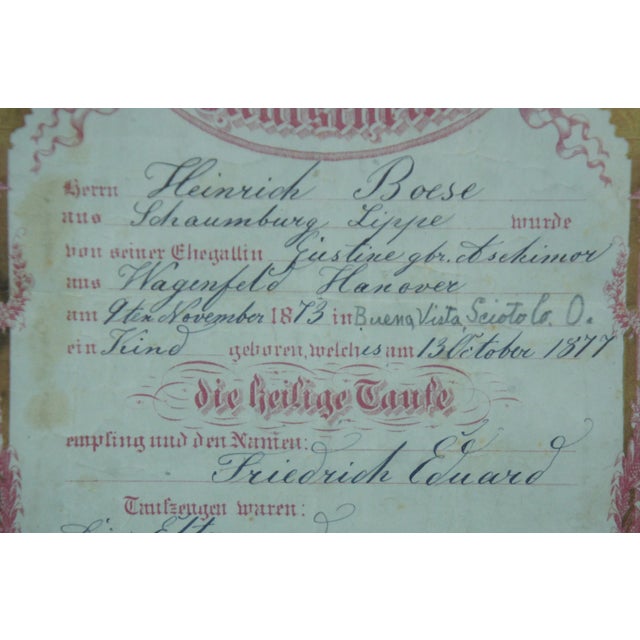 Taufschein
Herrn Heinrich Boese
aus Schaumburg Lippe wurde
von seiner Ehegattin Justine gbr. Aschimor
aus Wagenfeld Hanover
am 9ten November 1873 in Buena Vista, Scioto Co. O.
ein Kind geboren, welches am 13 October 1877
die heilige Taufe
empfing und den Namen:
Friedrich Eduard
Taufzeugen waren: